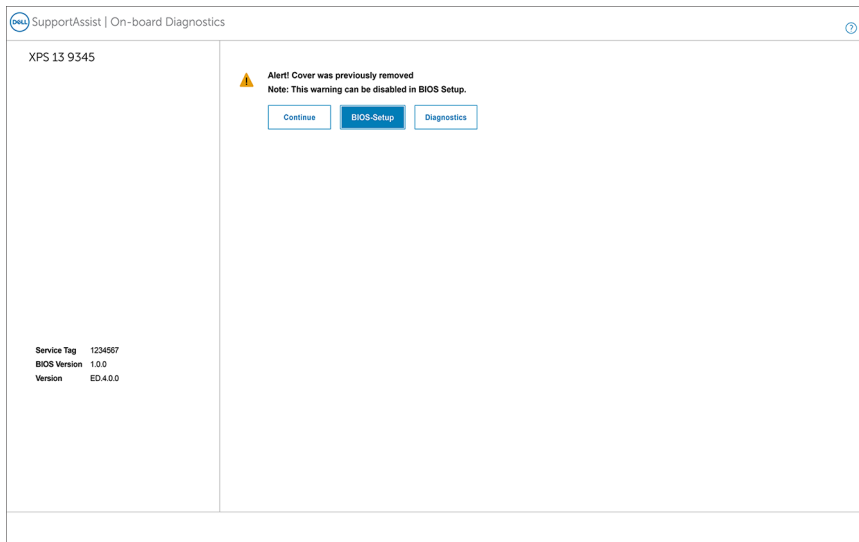 DELL SupportAssist | On-board Diagnostics
?
XPS 13 9345
Alert! Cover was previously removed
Note: This warning can be disabled in BIOS Setup.
Continue BIOS-Setup Diagnostics
Service Tag 1234567
BIOS Version 1.0.0
Version ED.4.0.0